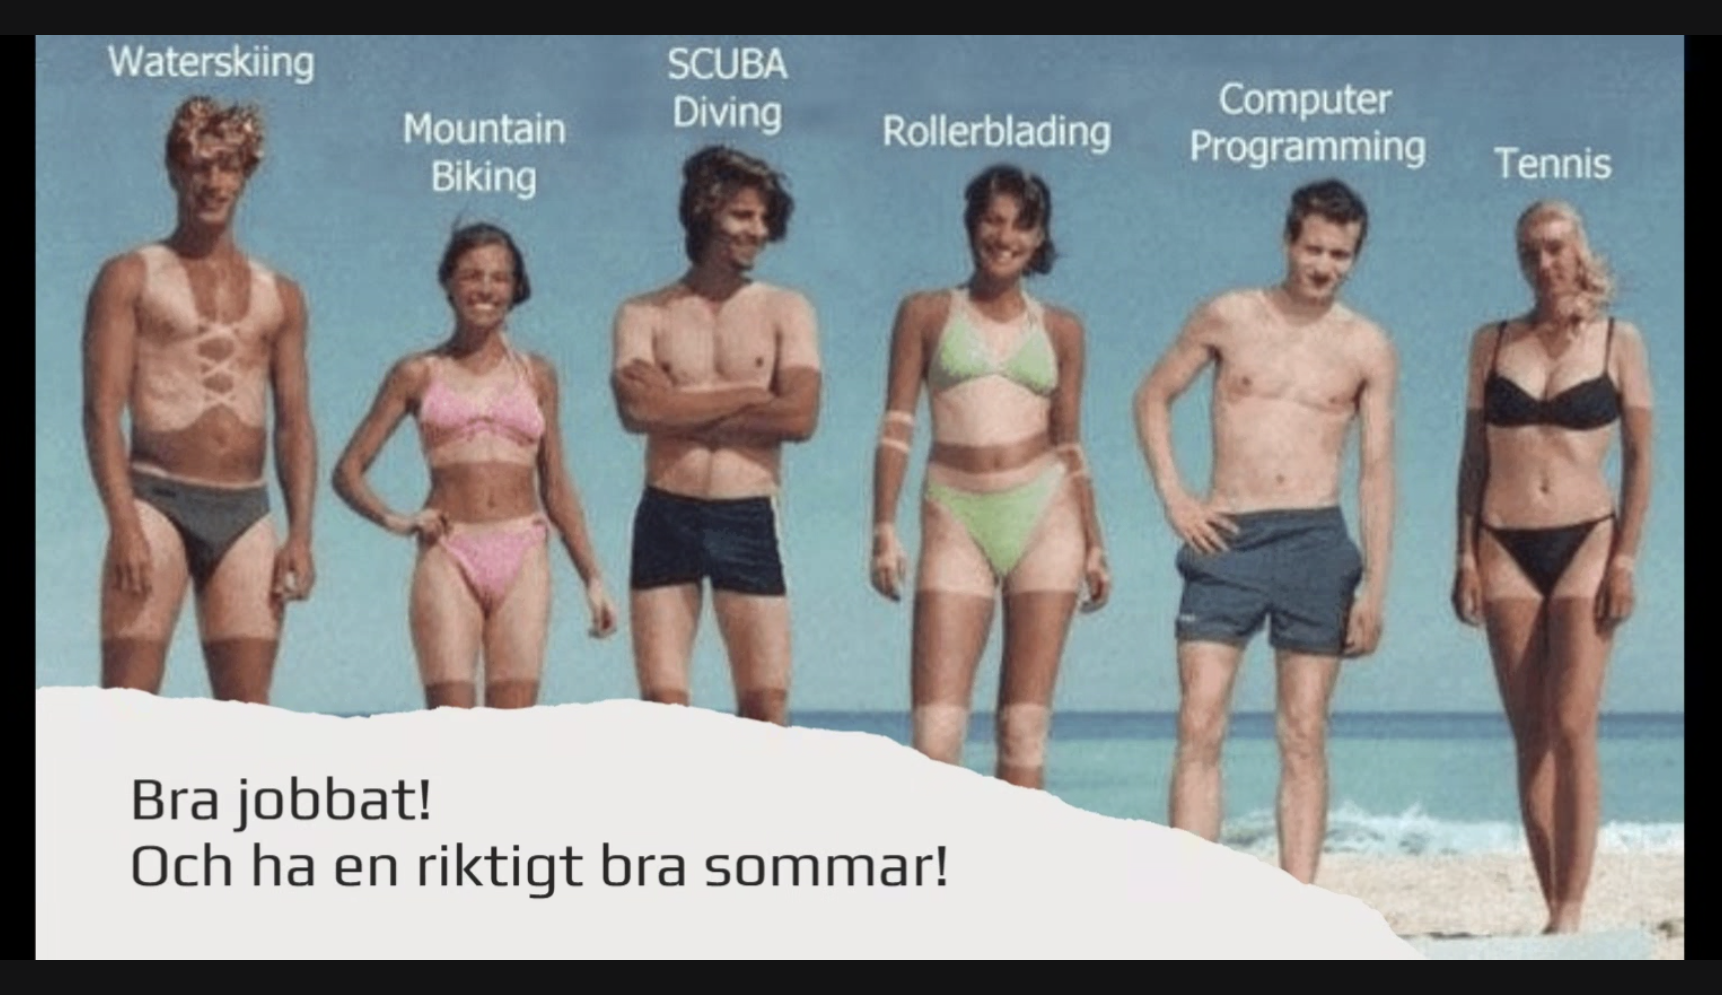 Waterskiing
Mountain
Biking
SCUBA
Diving
Rollerblading
Computer
Programming
Tennis
Bra jobbat!
Och ha en riktigt bra sommar!